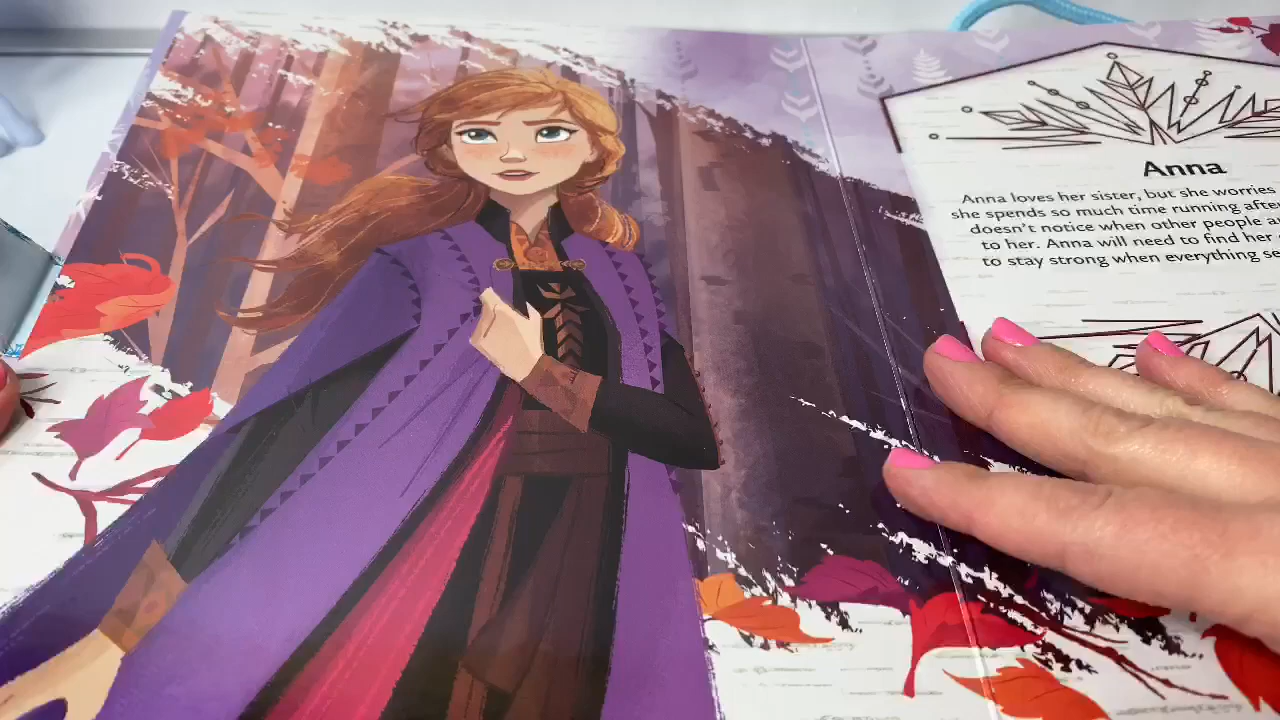 Anna
Anna loves her sister, but she worries
she spends so much time running after
doesn't notice when other people a
to her. Anna will need to find her
to stay strong when everything se